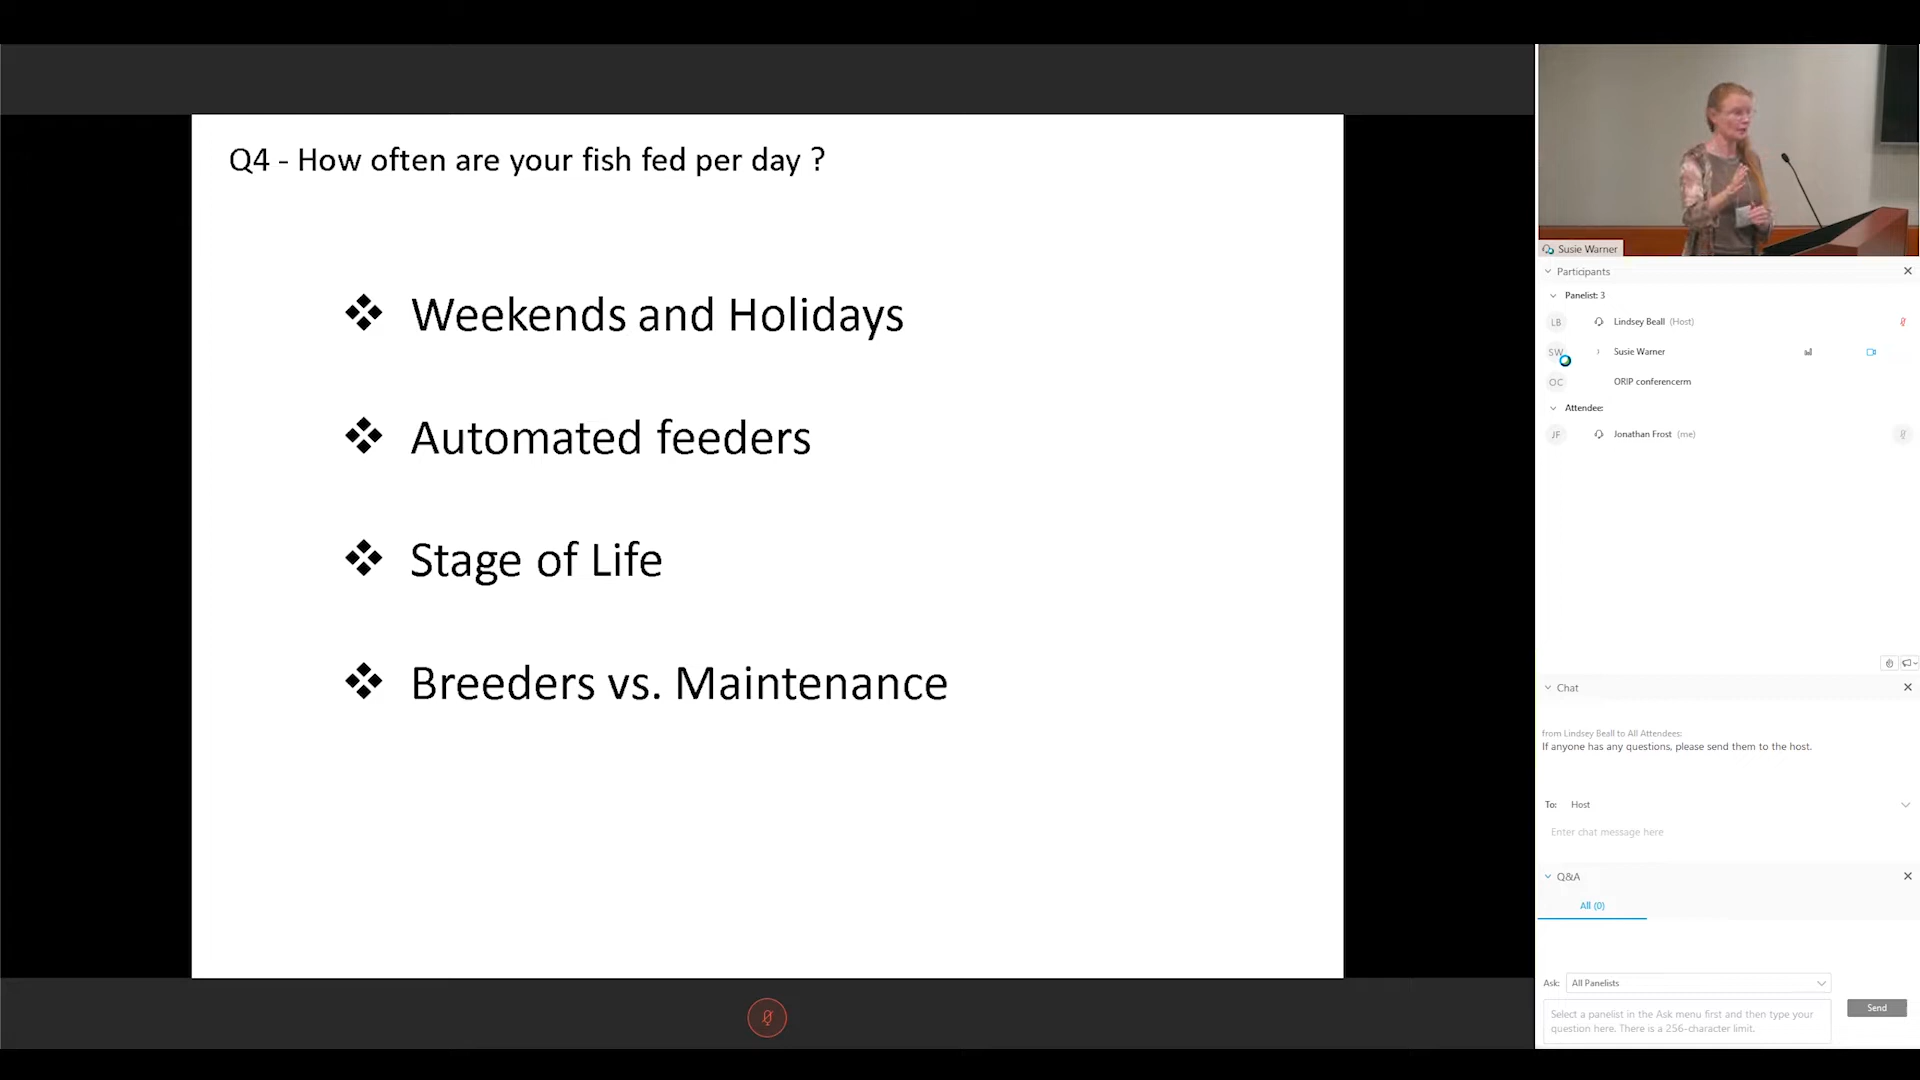 Q4 - How often are your fish fed per day ?
❖ Weekends and Holidays
❖ Automated feeders
❖ Stage of Life
❖ Breeders vs. Maintenance
Susie Warner
Participants
Panelist: 3
LB Lindsey Beall (Host)
SW Susie Warner
OC ORIP conferencerm
Attendee:
JF Jonathan Frost (me)
Chat
from Lindsey Beall to All Attendees:
If anyone has any questions, please send them to the host.
To: Host
Enter chat message here
Q&A
All (0)
Ask: All Panelists
Select a panelist in the Ask menu first and then type your
question here. There is a 256-character limit.
Send